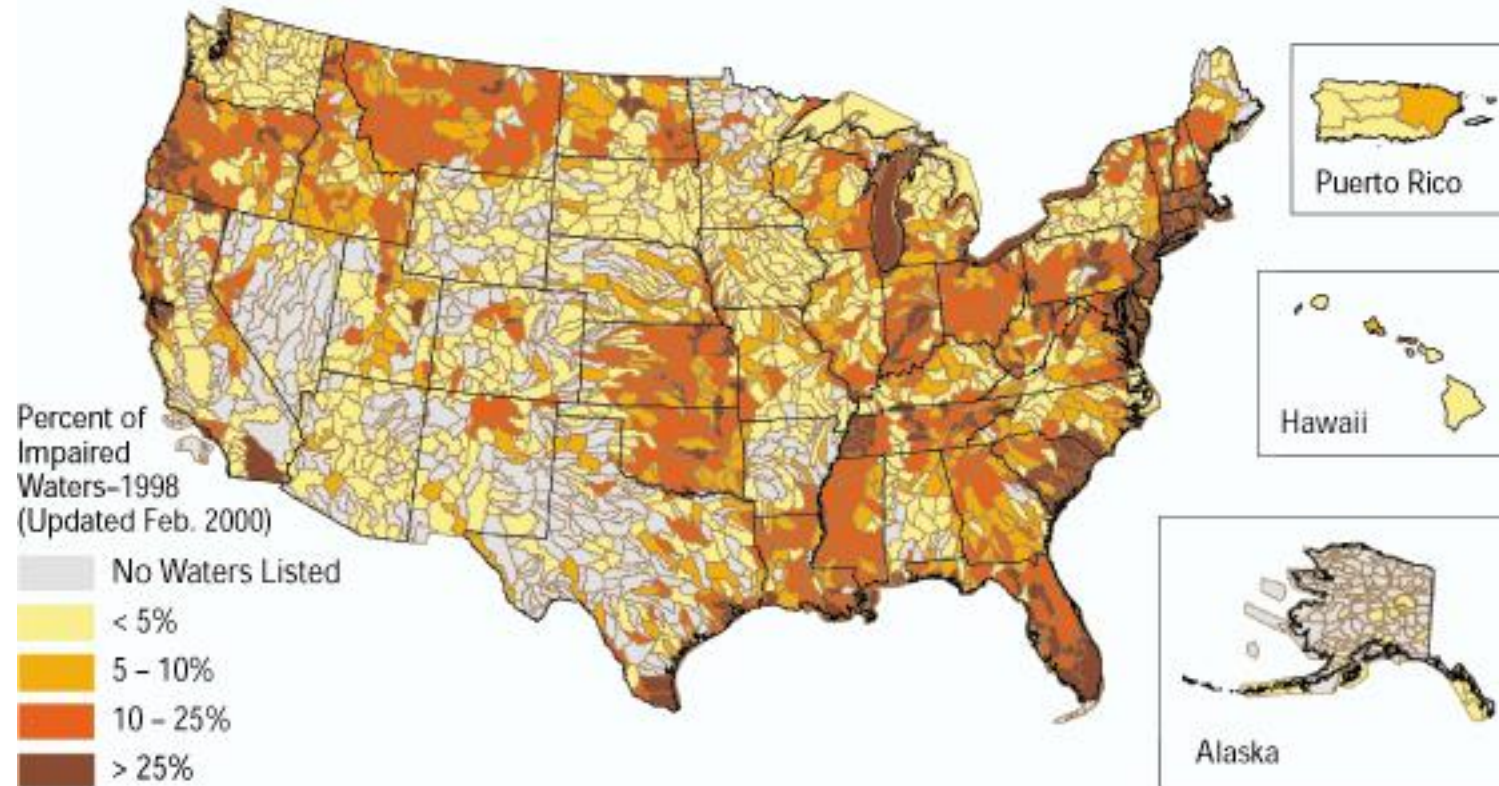 Percent of
Impaired
Waters–1998
(Updated Feb. 2000)
No Waters Listed
< 5%
5 – 10%
10 – 25%
> 25%
Puerto Rico
Hawaii
Alaska